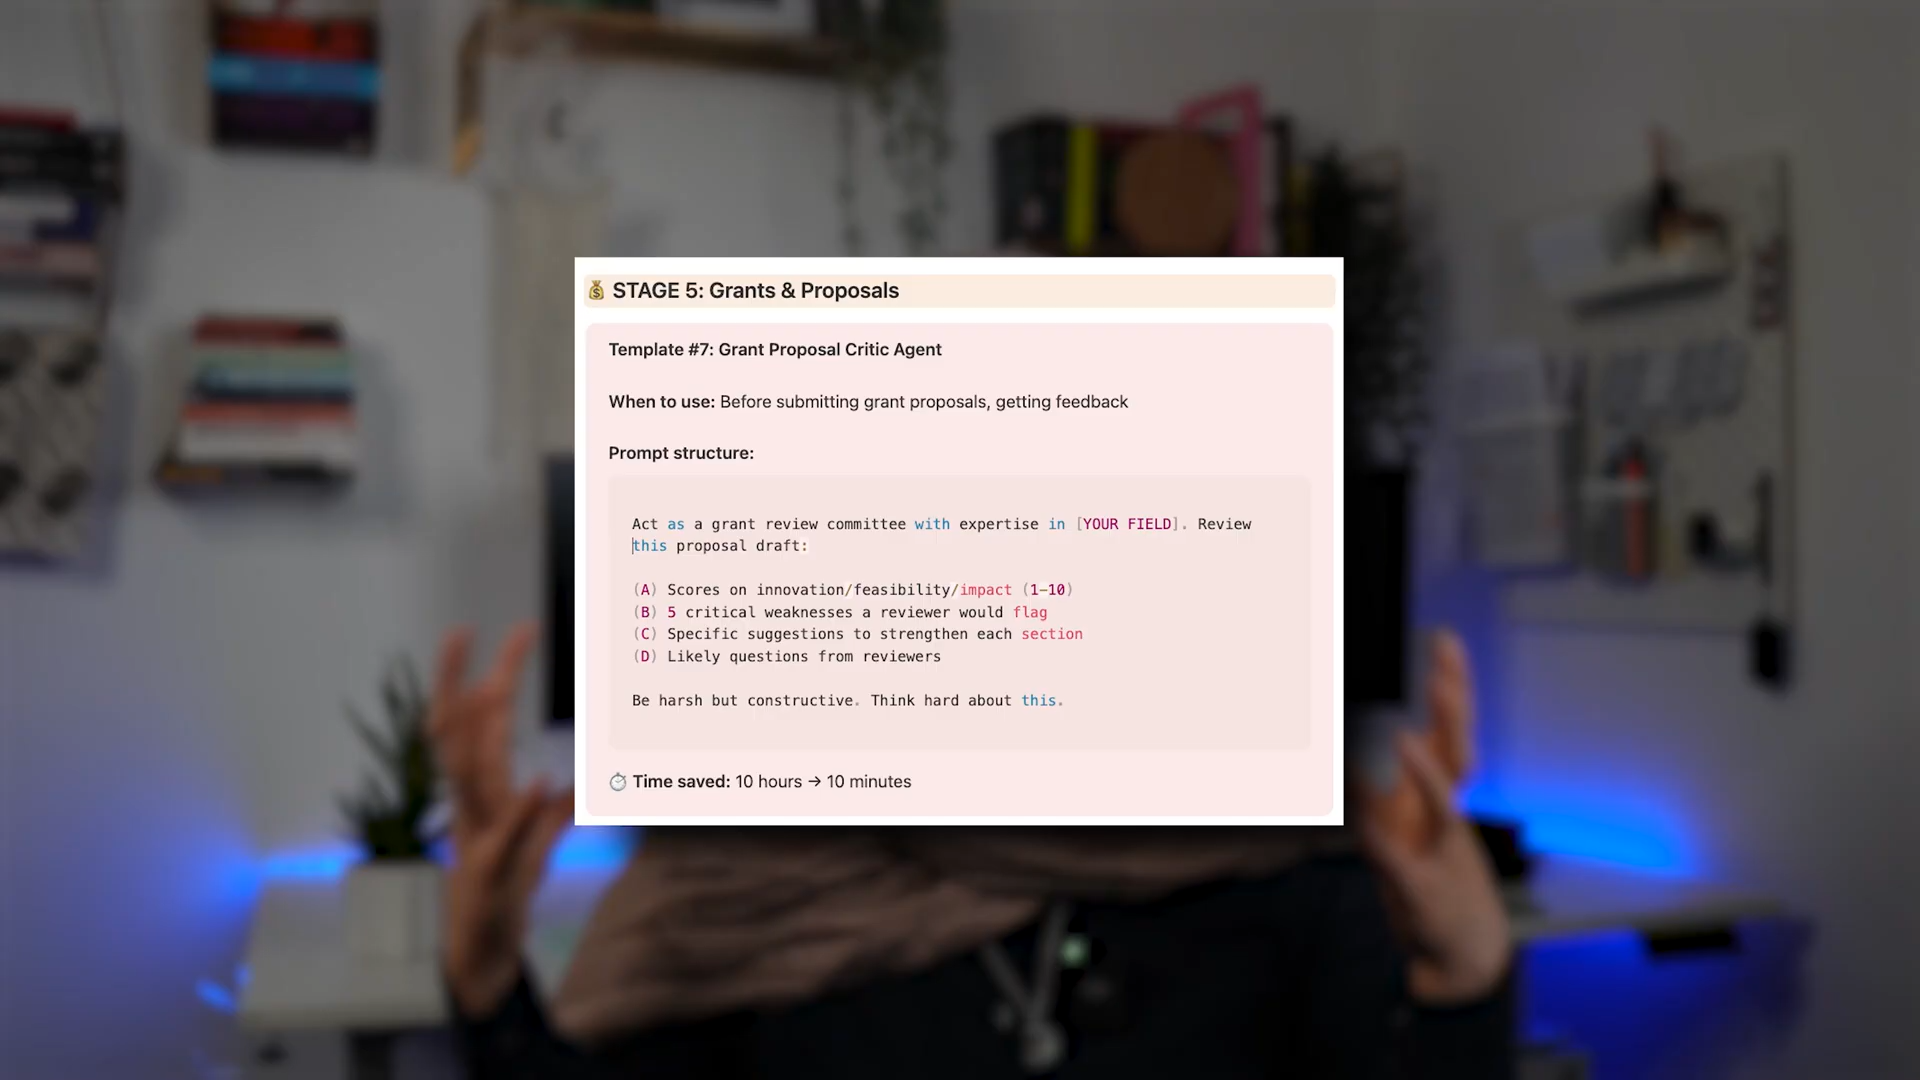 💰 STAGE 5: Grants & Proposals
Template #7: Grant Proposal Critic Agent
When to use: Before submitting grant proposals, getting feedback
Prompt structure:
Act as a grant review committee with expertise in [YOUR FIELD]. Review
this proposal draft:
(A) Scores on innovation/feasibility/impact (1-10)
(B) 5 critical weaknesses a reviewer would flag
(C) Specific suggestions to strengthen each section
(D) Likely questions from reviewers
Be harsh but constructive. Think hard about this.
⏱️ Time saved: 10 hours → 10 minutes